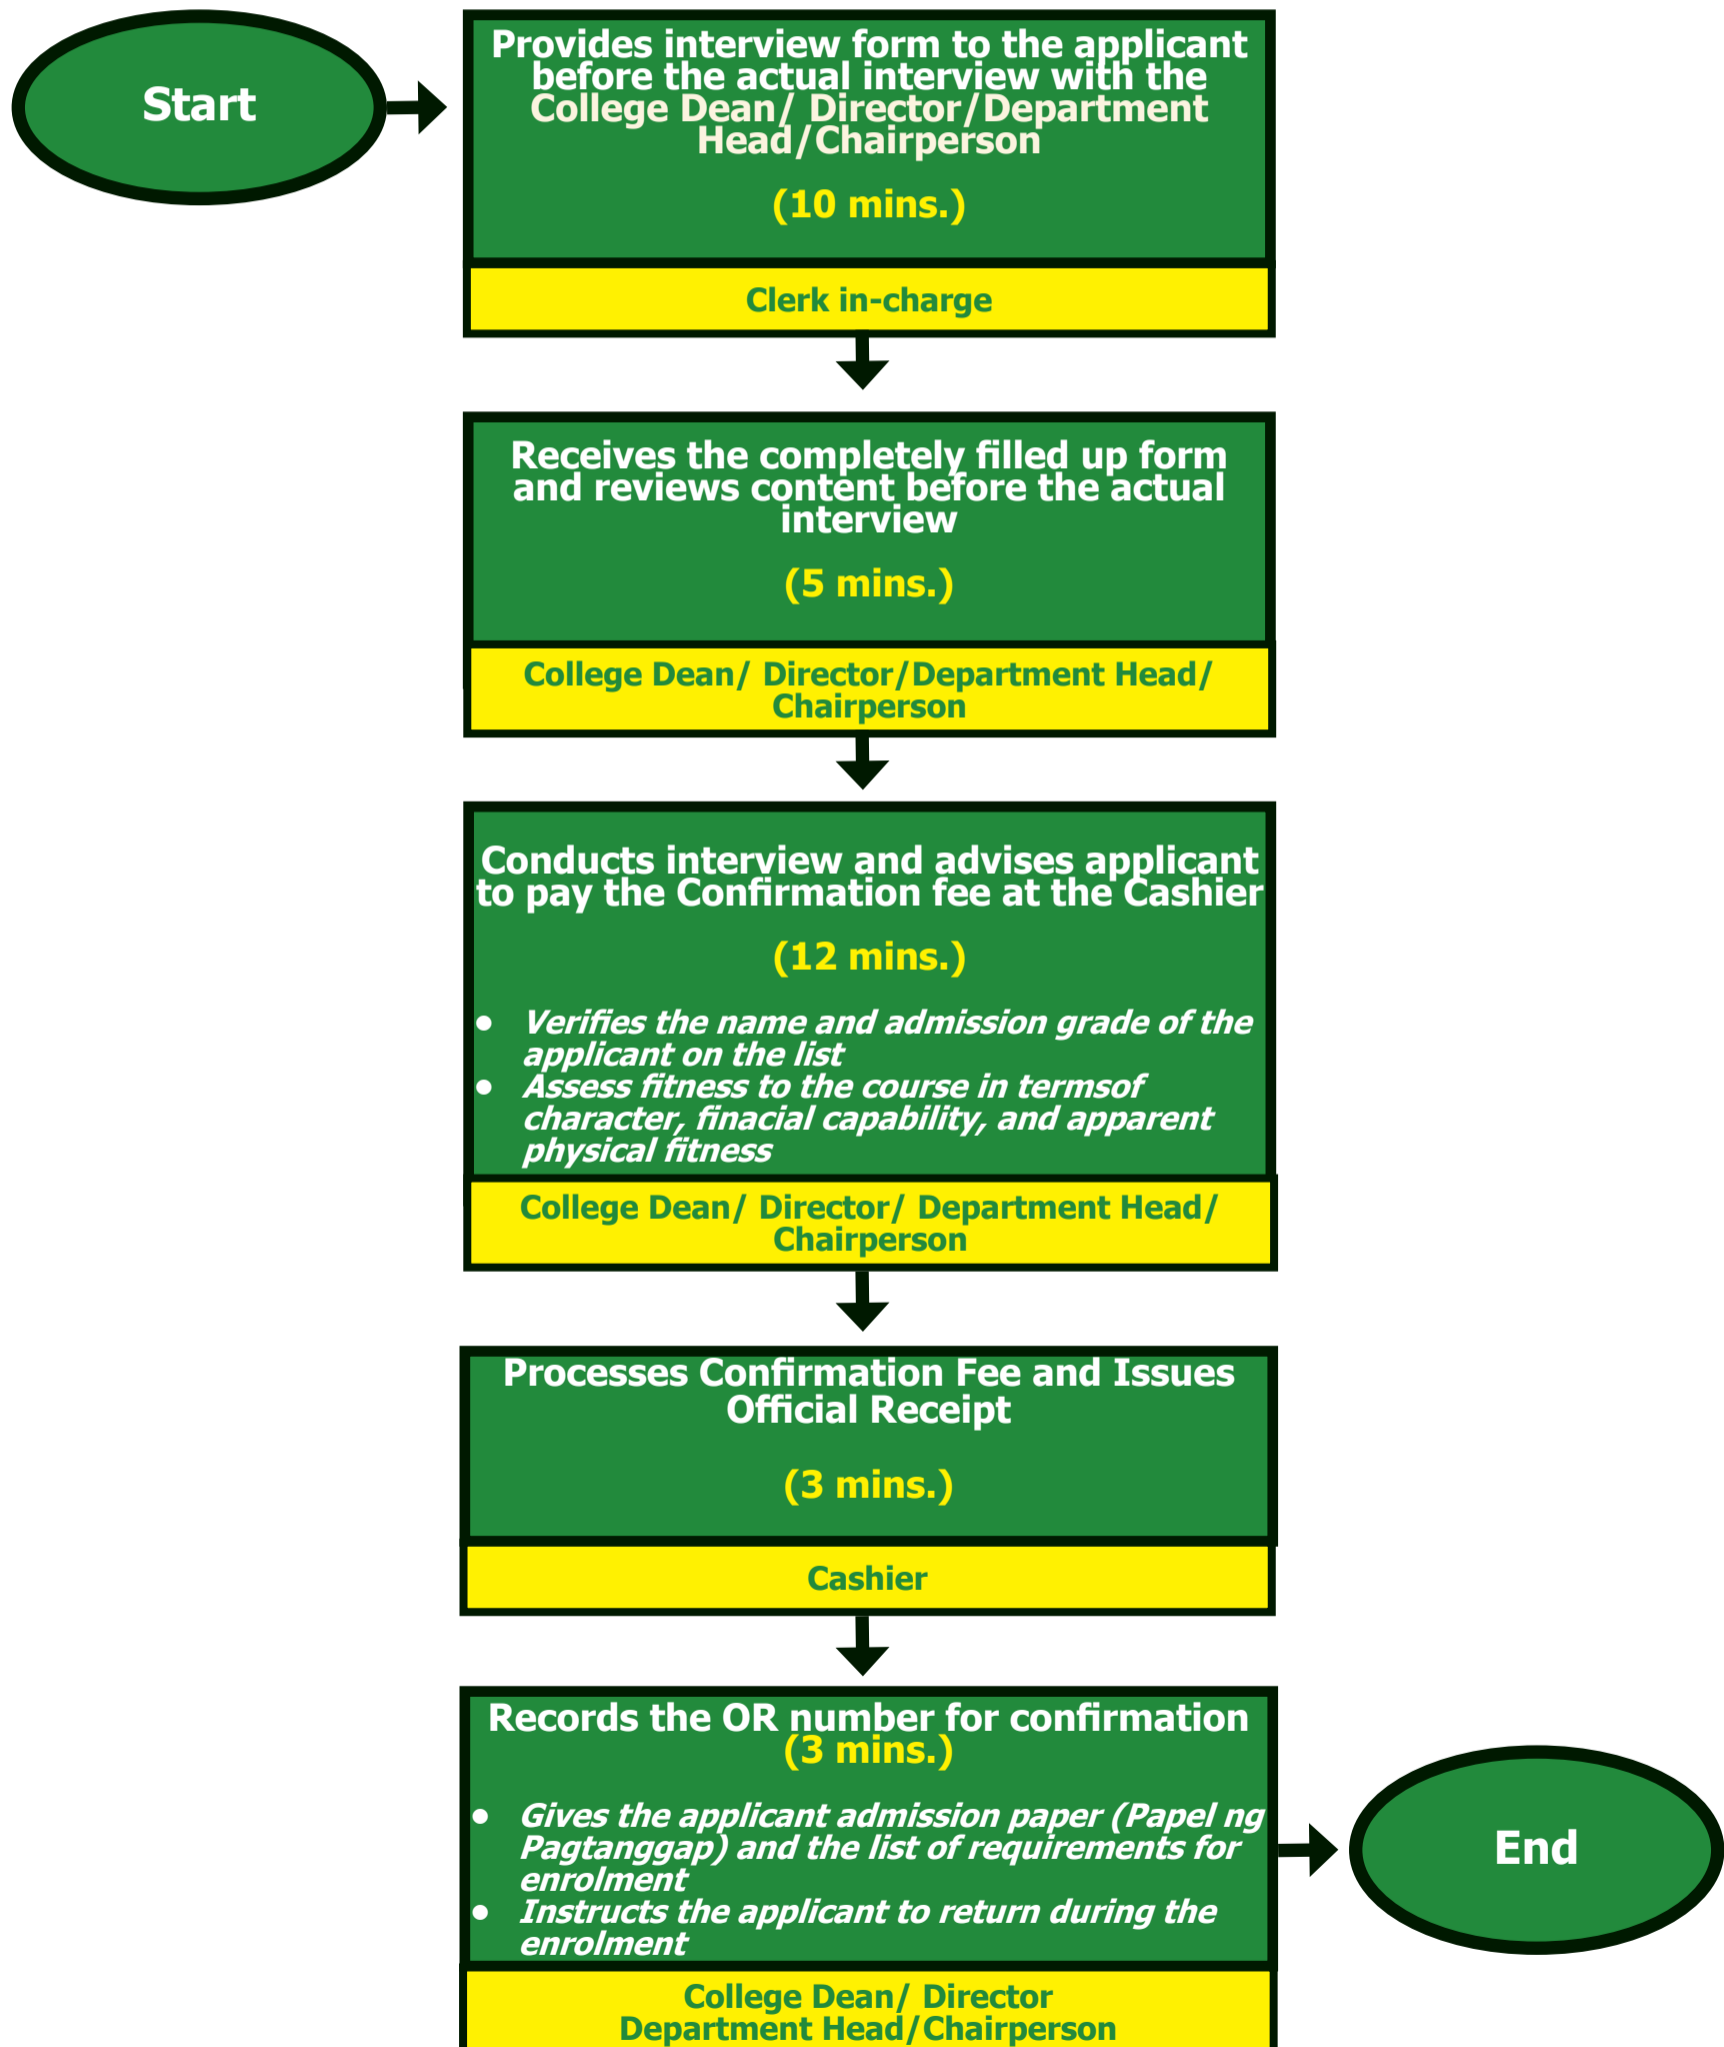 Start
Provides interview form to the applicant
before the actual interview with the
College Dean/ Director/Department
Head/Chairperson
(10 mins.)
Clerk in-charge
Receives the completely filled up form
and reviews content before the actual
interview
(5 mins.)
College Dean/ Director/Department Head/
Chairperson
Conducts interview and advises applicant
to pay the Confirmation fee at the Cashier
(12 mins.)
● Verifies the name and admission grade of the
applicant on the list
● Assess fitness to the course in termsof
character, finacial capability, and apparent
physical fitness
College Dean/ Director/ Department Head/
Chairperson
Processes Confirmation Fee and Issues
Official Receipt
(3 mins.)
Cashier
Records the OR number for confirmation
(3 mins.)
● Gives the applicant admission paper (Papel ng
Pagtanggap) and the list of requirements for
enrolment
● Instructs the applicant to return during the
enrolment
College Dean/ Director
Department Head/Chairperson
End